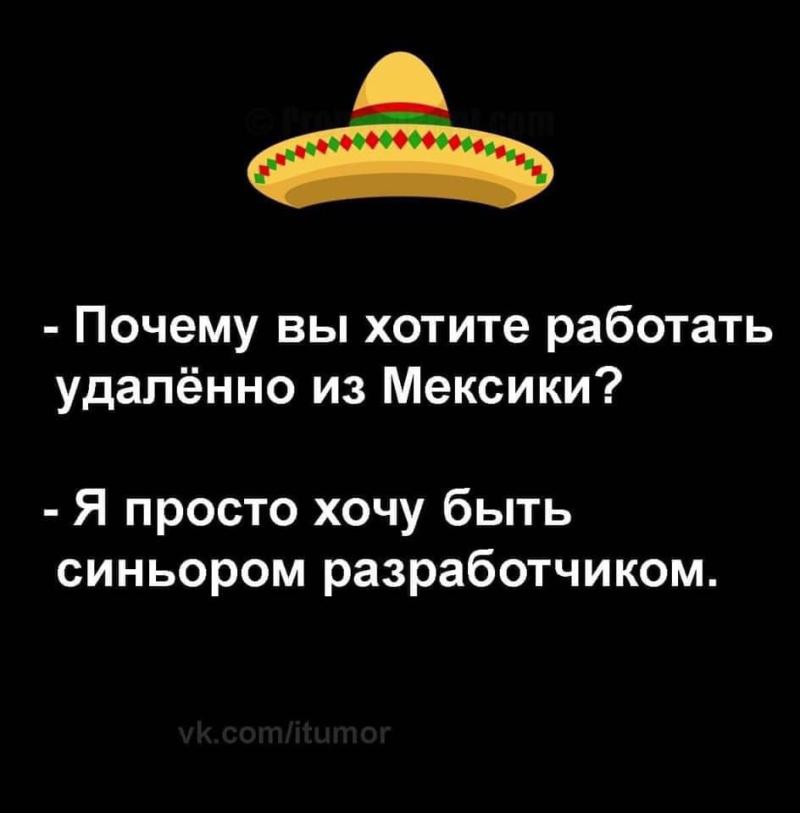 - Почему вы хотите работать
удалённо из Мексики?
- Я просто хочу быть
синьором разработчиком.
vk.com/itumor